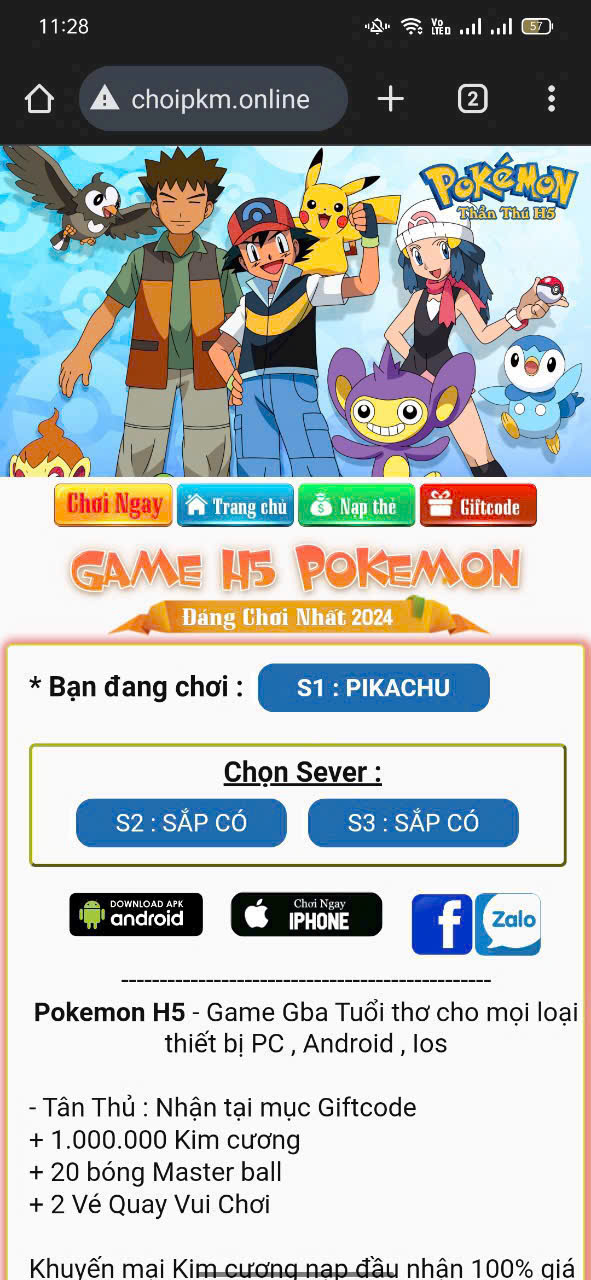 11:28
Vo
LTE D
57
choipkm.online
2
POKéMON
Thần Thú H5
Chơi Ngay
Trang chủ
Nạp thẻ
Giftcode
GAME H5 POKEMON
Đáng Chơi Nhất 2024
* Bạn đang chơi : S1 : PIKACHU
Chọn Sever :
S2 : SẮP CÓ
S3 : SẮP CÓ
DOWNLOAD APK
android
Chơi Ngay
IPHONE
f
Zalo
------------------------------------------------
Pokemon H5 - Game Gba Tuổi thơ cho mọi loại
thiết bị PC , Android , Ios
- Tân Thủ : Nhận tại mục Giftcode
+ 1.000.000 Kim cương
+ 20 bóng Master ball
+ 2 Vé Quay Vui Chơi
Khuyến mại Kim cương nạp đầu nhận 100% giá